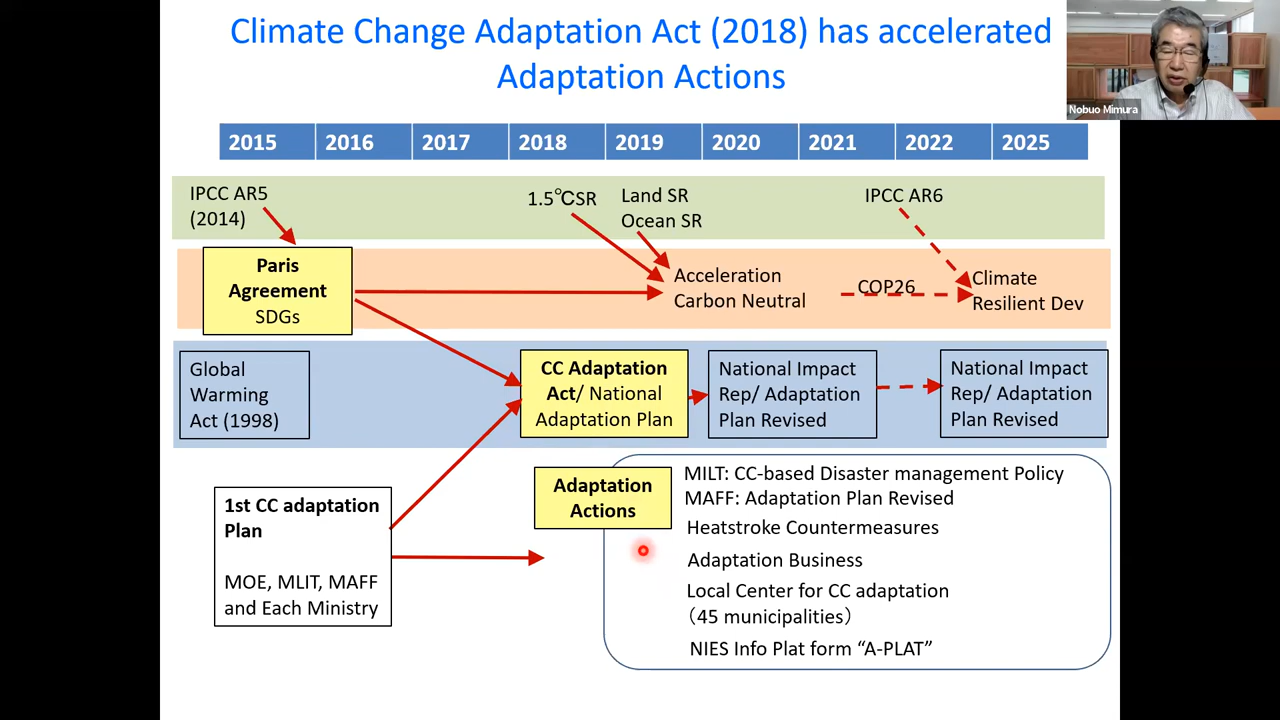 Climate Change Adaptation Act (2018) has accelerated
Adaptation Actions
Nobuo Mimura
2015 2016 2017 2018 2019 2020 2021 2022 2025
IPCC AR5
(2014)
1.5℃SR
Land SR
Ocean SR
IPCC AR6
Paris
Agreement
SDGs
Acceleration
Carbon Neutral
COP26
Climate
Resilient Dev
Global
Warming
Act (1998)
CC Adaptation
Act/ National
Adaptation Plan
National Impact
Rep/ Adaptation
Plan Revised
National Impact
Rep/ Adaptation
Plan Revised
1st CC adaptation
Plan
MOE, MLIT, MAFF
and Each Ministry
Adaptation
Actions
MILT: CC-based Disaster management Policy
MAFF: Adaptation Plan Revised
Heatstroke Countermeasures
Adaptation Business
Local Center for CC adaptation
（45 municipalities）
NIES Info Plat form “A-PLAT”